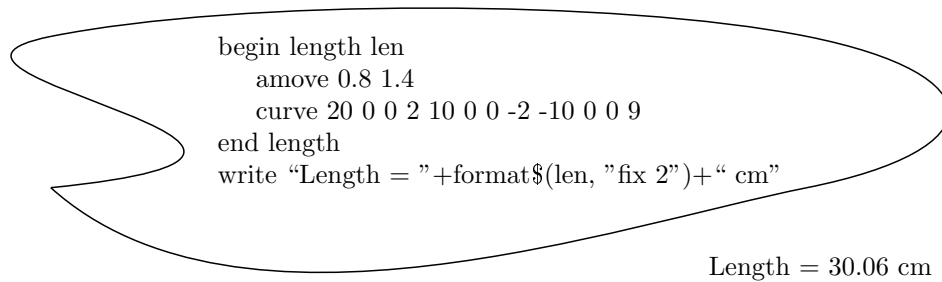 begin length len
amove 0.8 1.4
curve 20 0 0 2 10 0 0 -2 -10 0 0 9
end length
write “Length = ”+format$(len, ”fix 2”)+“ cm”
Length = 30.06 cm